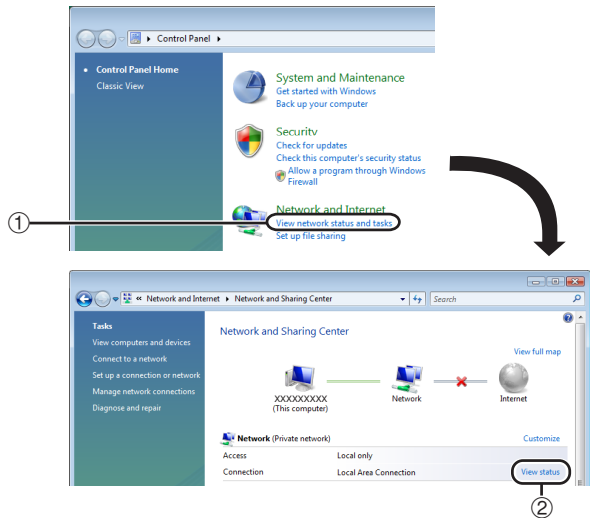 Control Panel
Control Panel Home
Classic View
System and Maintenance
Get started with Windows
Back up your computer
Security
Check for updates
Check this computer's security status
Allow a program through Windows
Firewall
Network and Internet
① View network status and tasks
Set up file sharing
« Network and Internet Network and Sharing Center Search
Tasks
View computers and devices
Connect to a network
Set up a connection or network
Manage network connections
Diagnose and repair
Network and Sharing Center
View full map
XXXXXXXXX Network Internet
(This computer)
Network (Private network) Customize
Access Local only
Connection Local Area Connection View status
②